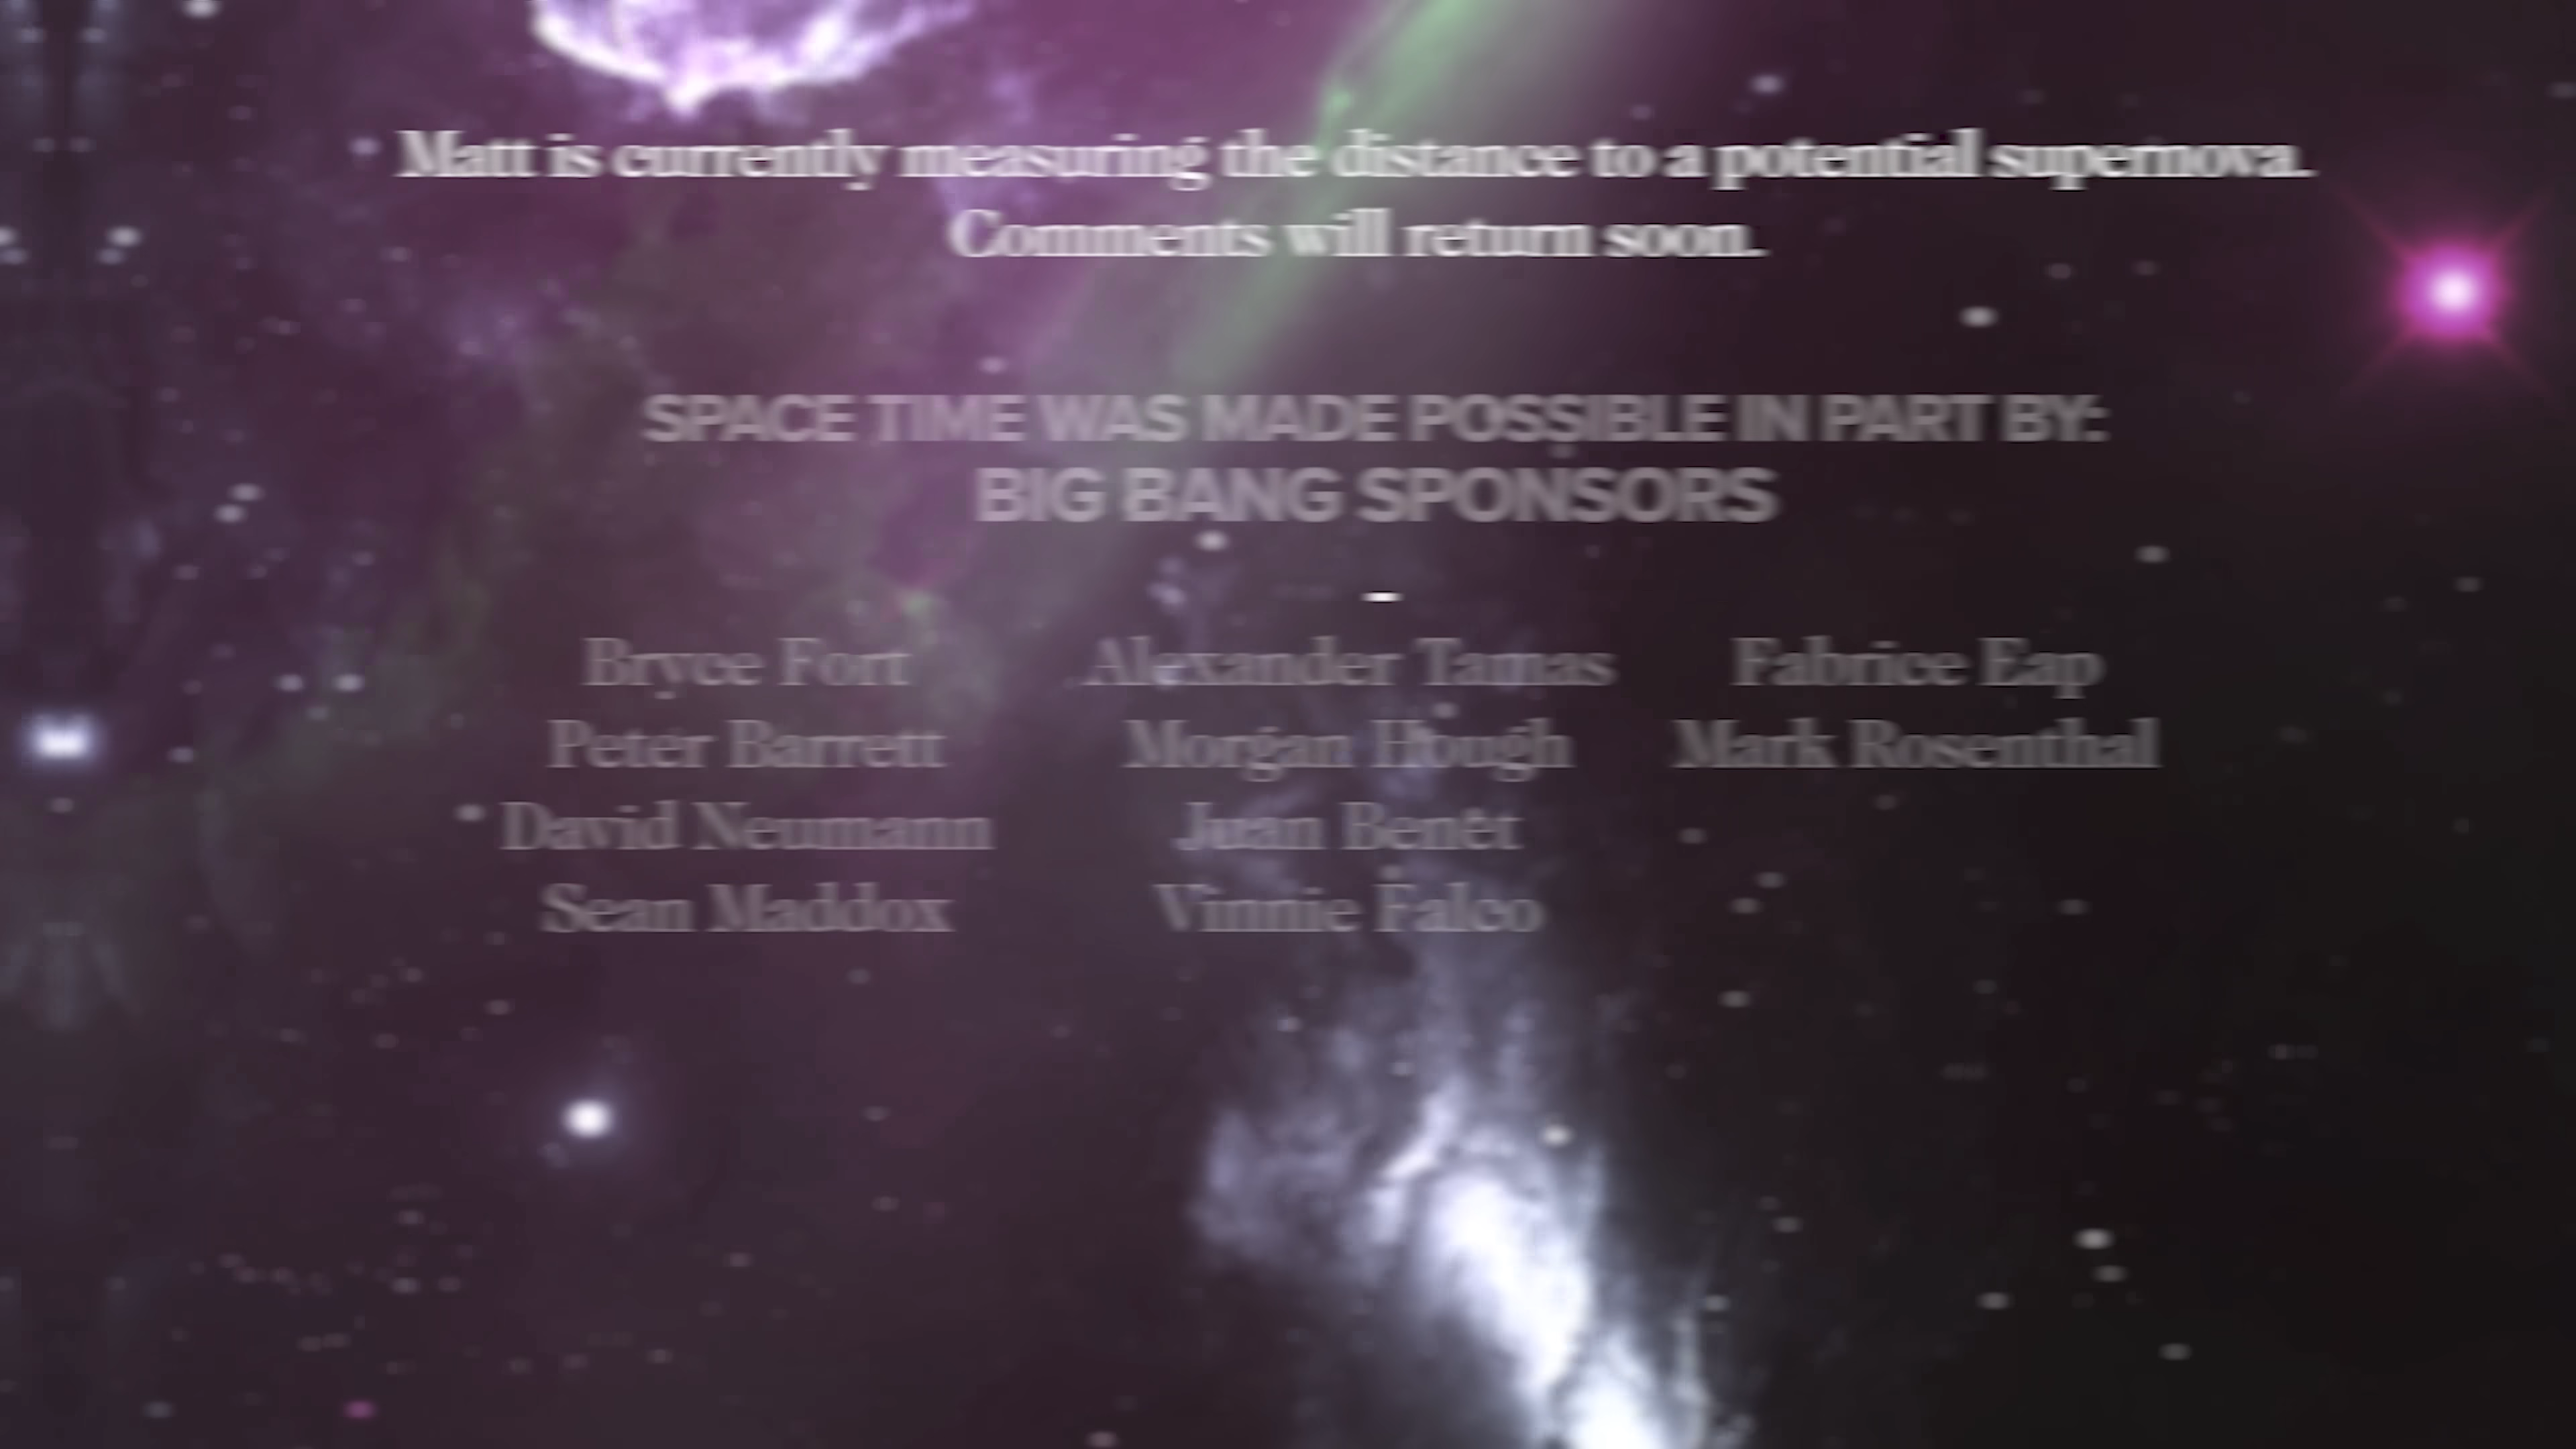 Matt is currently measuring the distance to a potential supernova.
Comments will return soon.
SPACE TIME WAS MADE POSSIBLE IN PART BY:
BIG BANG SPONSORS
-
Bryce Fort Alexander Tamas Fabrice Eap
Peter Barrett Morgan Hough Mark Rosenthal
David Neumann Juan Benet
Sean Maddox Vinnie Falco